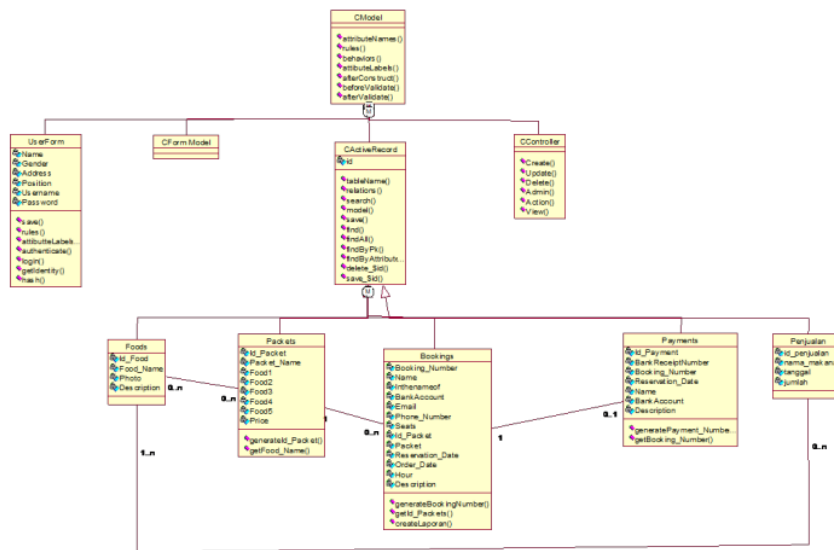 CModel
attributeNames()
rules()
behaviors()
attibuteLabels()
afterConstruct()
beforeValidate()
afterValidate()
UserForm
Name
Gender
Address
Position
Username
Password
save()
rules()
attibutteLabels...
authenticate()
login()
getIdentity()
hash()
CFormModel
CActiveRecord
id
tableName()
relations()
search()
model()
save()
find()
findAll()
findByPk()
findByAttribute...
delete_$id()
save_$id()
CController
Create()
Update()
Delete()
Admin()
Action()
View()
Foods
Id_Food
Food_Name
Photo
Description
0..n
1..n
Packets
Id_Packet
Packet_Name
Food1
Food2
Food3
Food4
Food5
Price
generateId_Packet()
getFood_Name()
0..n
1
Bookings
Booking_Number
Name
Inthenameof
BankAccount
Email
Phone_Number
Seats
Id_Packet
Packet
Reservation_Date
Order_Date
Hour
Description
generateBookingNumber()
getId_Packets()
createLaporan()
0..n
1
Payments
Id_Payment
BankReceiptNumber
Booking_Number
Reservation_Date
Name
BankAccount
Description
generatePayment_Numbe...
getBooking_Number()
0..1
Penjualan
id_penjualan
nama_makan
tanggal
jumlah
0..n